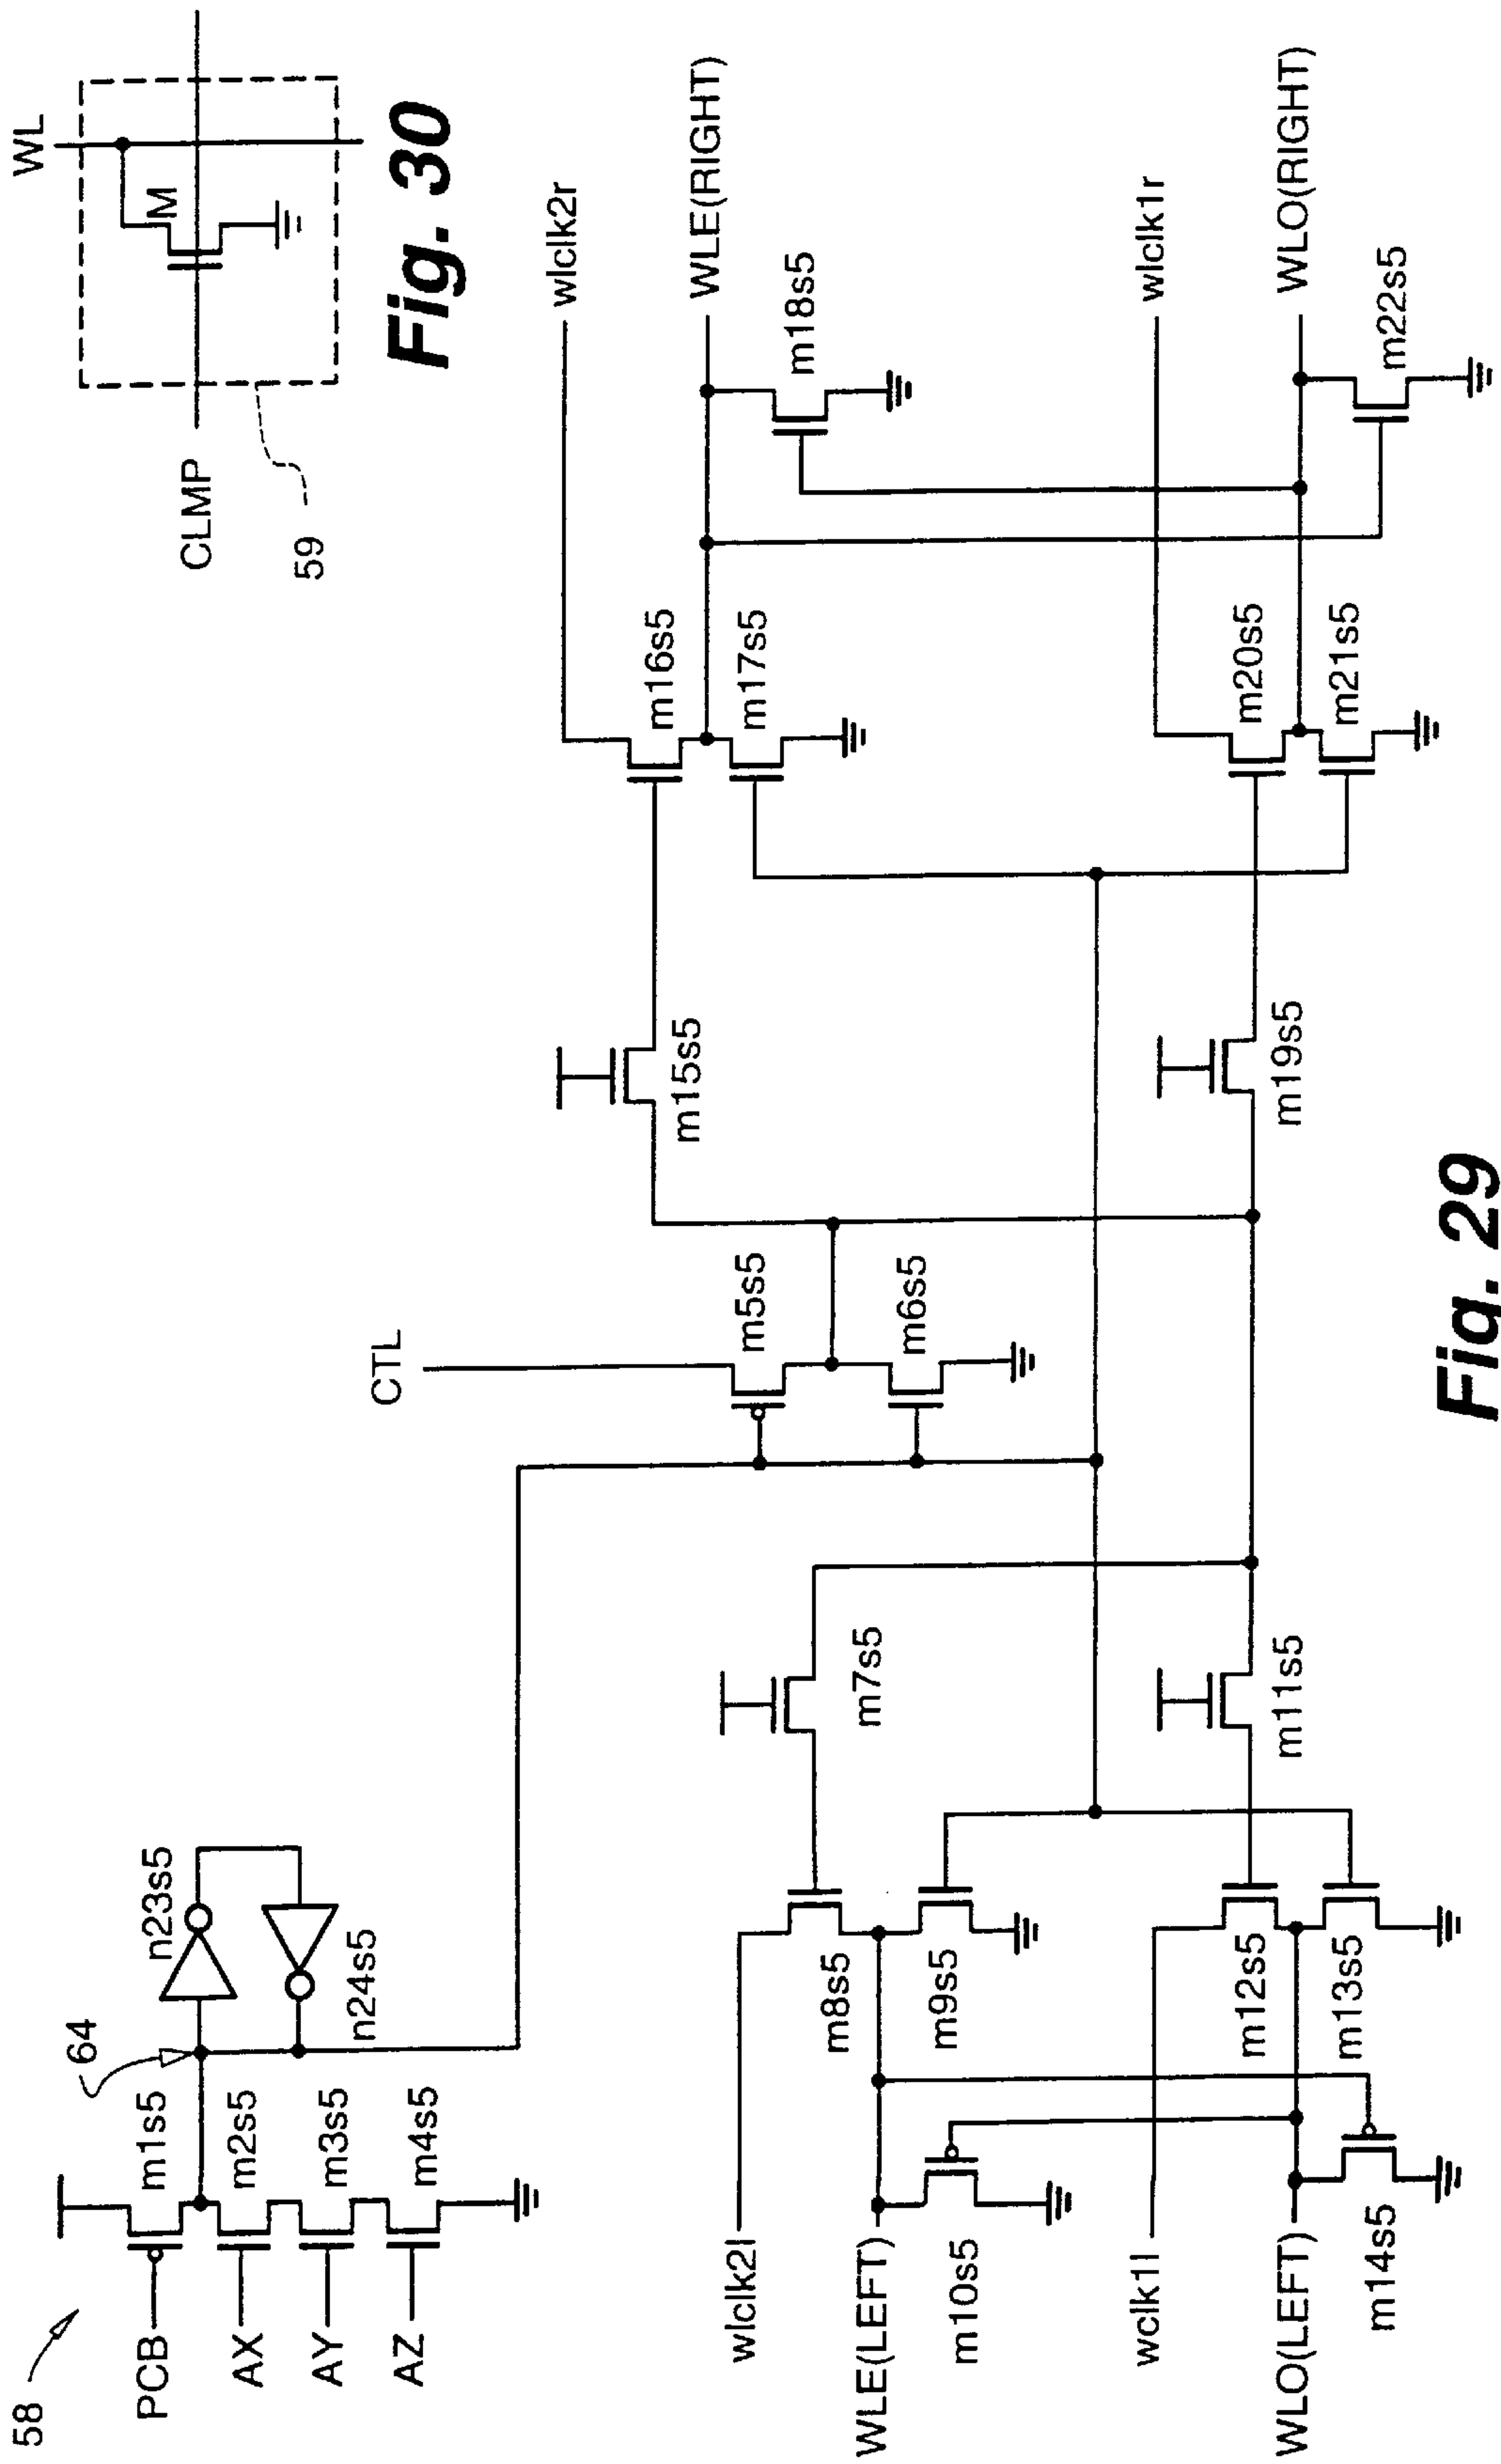 58
PCB
AX
AY
AZ
m1s5
m2s5
m3s5
m4s5
64
n23s5
n24s5
CTL
m5s5
m6s5
wlclk2l
WLE(LEFT)
m10s5
wclk1l
WLO(LEFT)
m14s5
m8s5
m9s5
m12s5
m13s5
m7s5
m11s5
m15s5
m19s5
m16s5
m17s5
m20s5
m21s5
wlclk2r
WLE(RIGHT)
m18s5
wlclk1r
WLO(RIGHT)
m22s5
Fig. 29
CLMP
WL
M
59
Fig. 30